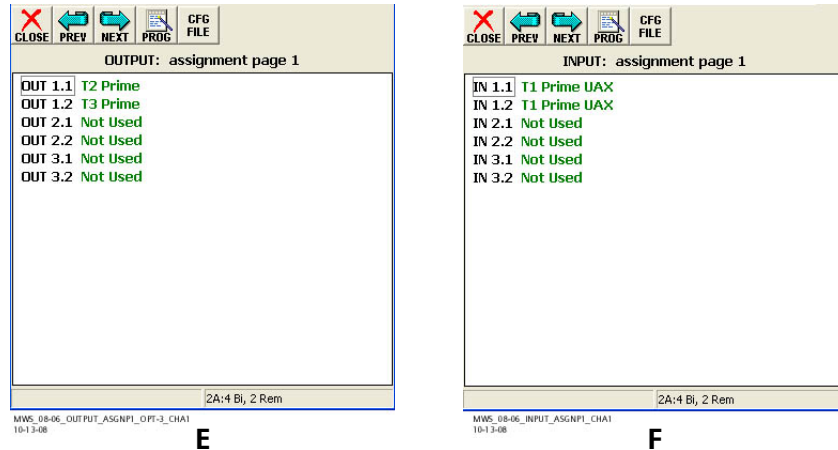 CLOSE PREV NEXT PROG CFG FILE
OUTPUT: assignment page 1
OUT 1.1 T2 Prime
OUT 1.2 T3 Prime
OUT 2.1 Not Used
OUT 2.2 Not Used
OUT 3.1 Not Used
OUT 3.2 Not Used
2A:4 Bi, 2 Rem
MWS_08-06_OUTPUT_ASGNP1_OPT-3_CHA1
10-13-08
E
CLOSE PREV NEXT PROG CFG FILE
INPUT: assignment page 1
IN 1.1 T1 Prime UAX
IN 1.2 T1 Prime UAX
IN 2.1 Not Used
IN 2.2 Not Used
IN 3.1 Not Used
IN 3.2 Not Used
2A:4 Bi, 2 Rem
MWS_08-06_INPUT_ASGNP1_CHA1
10-13-08
F